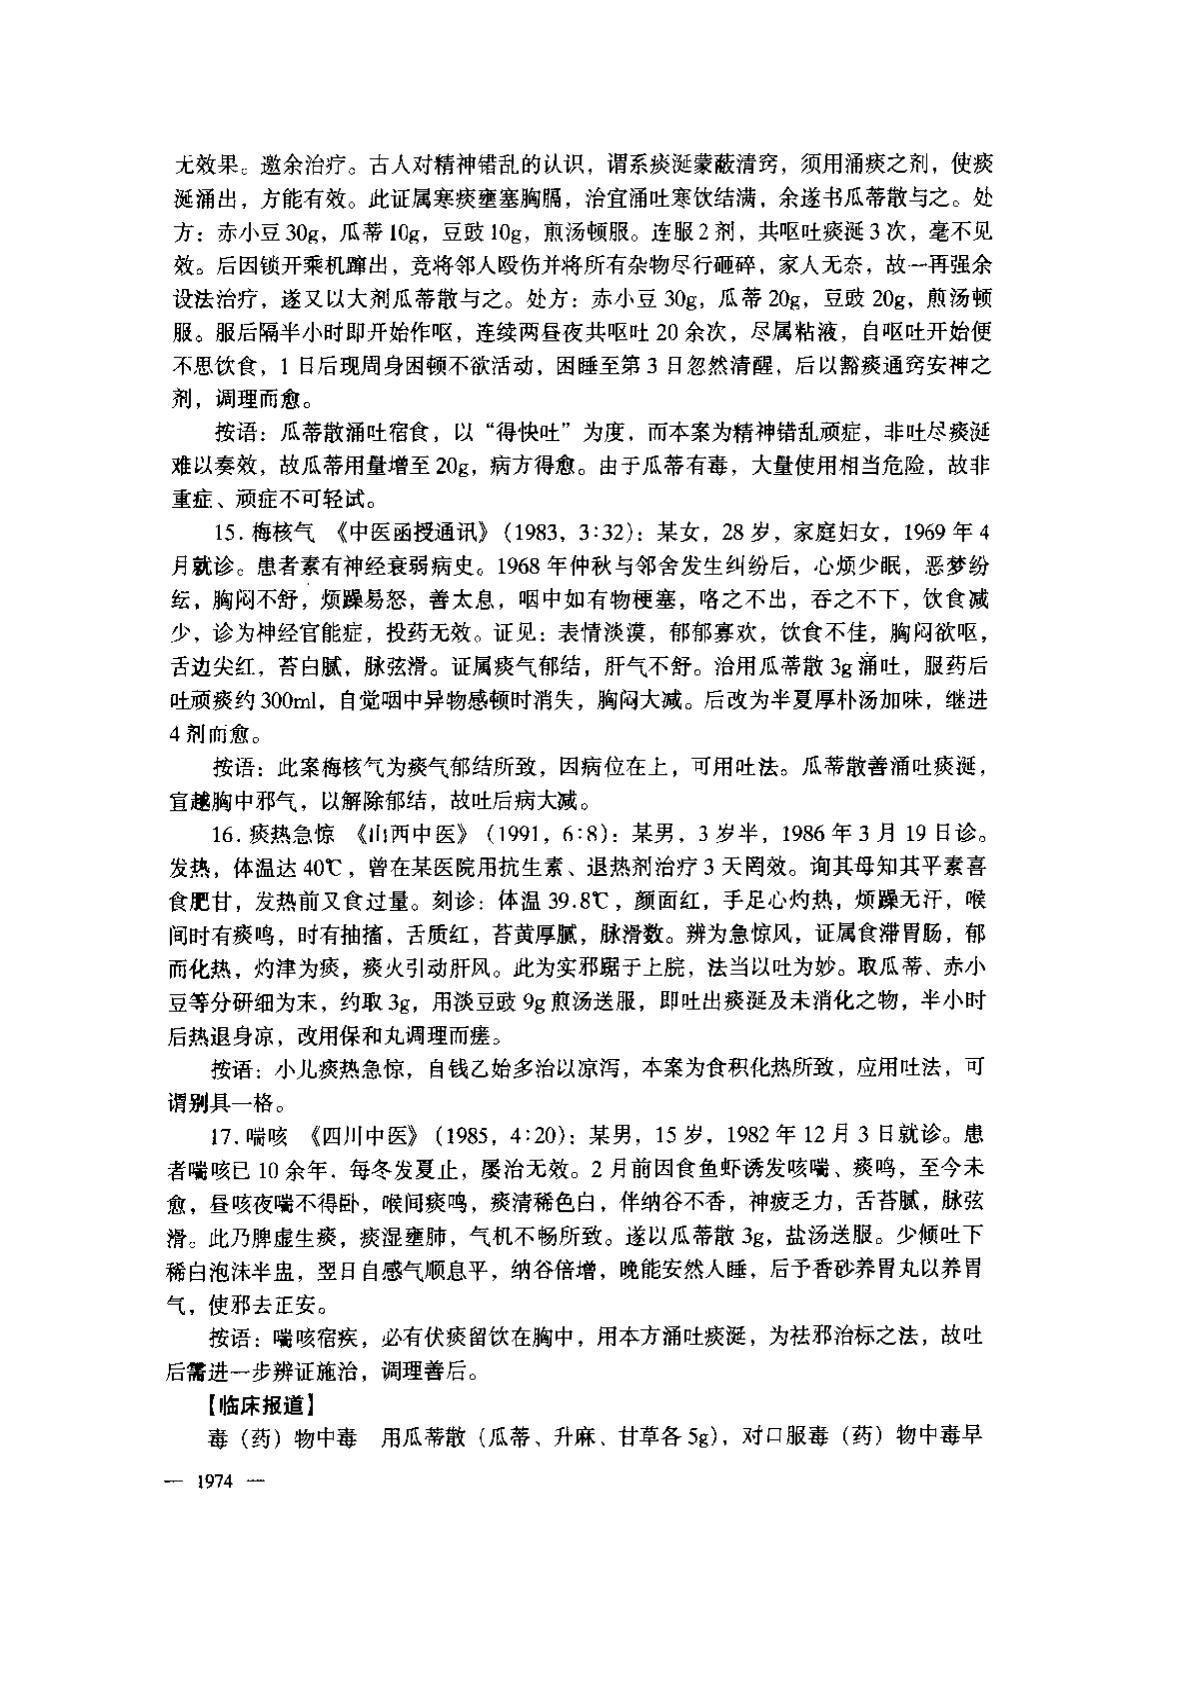 无效果。邀余治疗。古人对精神错乱的认识，谓系痰涎蒙蔽清窍，须用涌痰之剂，使痰
涎涌出，方能有效。此证属寒痰壅塞胸膈，治宜涌吐寒饮结满，余遂书瓜蒂散与之。处
方：赤小豆 30g，瓜蒂 10g，豆豉 10g，煎汤顿服。连服 2 剂，共呕吐痰涎 3 次，毫不见
效。后因锁开乘机蹿出，竞将邻人殴伤并将所有杂物尽行砸碎，家人无奈，故一再强余
设法治疗，遂又以大剂瓜蒂散与之。处方：赤小豆 30g，瓜蒂 20g，豆豉 20g，煎汤顿
服。服后隔半小时即开始作呕，连续两昼夜共呕吐 20 余次，尽属粘液，自呕吐开始便
不思饮食，1 日后现周身困顿不欲活动，困睡至第 3 日忽然清醒，后以豁痰通窍安神之
剂，调理而愈。
按语：瓜蒂散涌吐宿食，以“得快吐”为度，而本案为精神错乱顽症，非吐尽痰涎
难以奏效，故瓜蒂用量增至 20g，病方得愈。由于瓜蒂有毒，大量使用相当危险，故非
重症、顽症不可轻试。
15. 梅核气 《中医函授通讯》（1983，3:32）：某女，28 岁，家庭妇女，1969 年 4
月就诊。患者素有神经衰弱病史。1968 年仲秋与邻舍发生纠纷后，心烦少眠，恶梦纷
纭，胸闷不舒，烦躁易怒，善太息，咽中如有物梗塞，咯之不出，吞之不下，饮食减
少，诊为神经官能症，投药无效。证见：表情淡漠，郁郁寡欢，饮食不佳，胸闷欲呕，
舌边尖红，苔白腻，脉弦滑。证属痰气郁结，肝气不舒。治用瓜蒂散 3g 涌吐，服药后
吐顽痰约 300ml，自觉咽中异物感顿时消失，胸闷大减。后改为半夏厚朴汤加味，继进
4 剂而愈。
按语：此案梅核气为痰气郁结所致，因病位在上，可用吐法。瓜蒂散善涌吐痰涎，
宣越胸中邪气，以解除郁结，故吐后病大减。
16. 痰热急惊 《山西中医》（1991，6:8）：某男，3 岁半，1986 年 3 月 19 日诊。
发热，体温达 40℃，曾在某医院用抗生素、退热剂治疗 3 天罔效。询其母知其平素喜
食肥甘，发热前又食过量。刻诊：体温 39.8℃，颜面红，手足心灼热，烦躁无汗，喉
间时有痰鸣，时有抽搐，舌质红，苔黄厚腻，脉滑数。辨为急惊风，证属食滞胃肠，郁
而化热，灼津为痰，痰火引动肝风。此为实邪踞于上脘，法当以吐为妙。取瓜蒂、赤小
豆等分研细为末，约取 3g，用淡豆豉 9g 煎汤送服，即吐出痰涎及未消化之物，半小时
后热退身凉，改用保和丸调理而瘥。
按语：小儿痰热急惊，自钱乙始多治以凉泻，本案为食积化热所致，应用吐法，可
谓别具一格。
17. 喘咳 《四川中医》（1985，4:20）：某男，15 岁，1982 年 12 月 3 日就诊。患
者喘咳已 10 余年，每冬发夏止，屡治无效。2 月前因食鱼虾诱发咳喘、痰鸣，至今未
愈，昼咳夜喘不得卧，喉间痰鸣，痰清稀色白，伴纳谷不香，神疲乏力，舌苔腻，脉弦
滑。此乃脾虚生痰，痰湿壅肺，气机不畅所致。遂以瓜蒂散 3g，盐汤送服。少倾吐下
稀白泡沫半盅，翌日自感气顺息平，纳谷倍增，晚能安然人睡，后予香砂养胃丸以养胃
气，使邪去正安。
按语：喘咳宿疾，必有伏痰留饮在胸中，用本方涌吐痰涎，为祛邪治标之法，故吐
后需进一步辨证施治，调理善后。
【临床报道】
毒（药）物中毒 用瓜蒂散（瓜蒂、升麻、甘草各 5g），对口服毒（药）物中毒早
— 1974 —